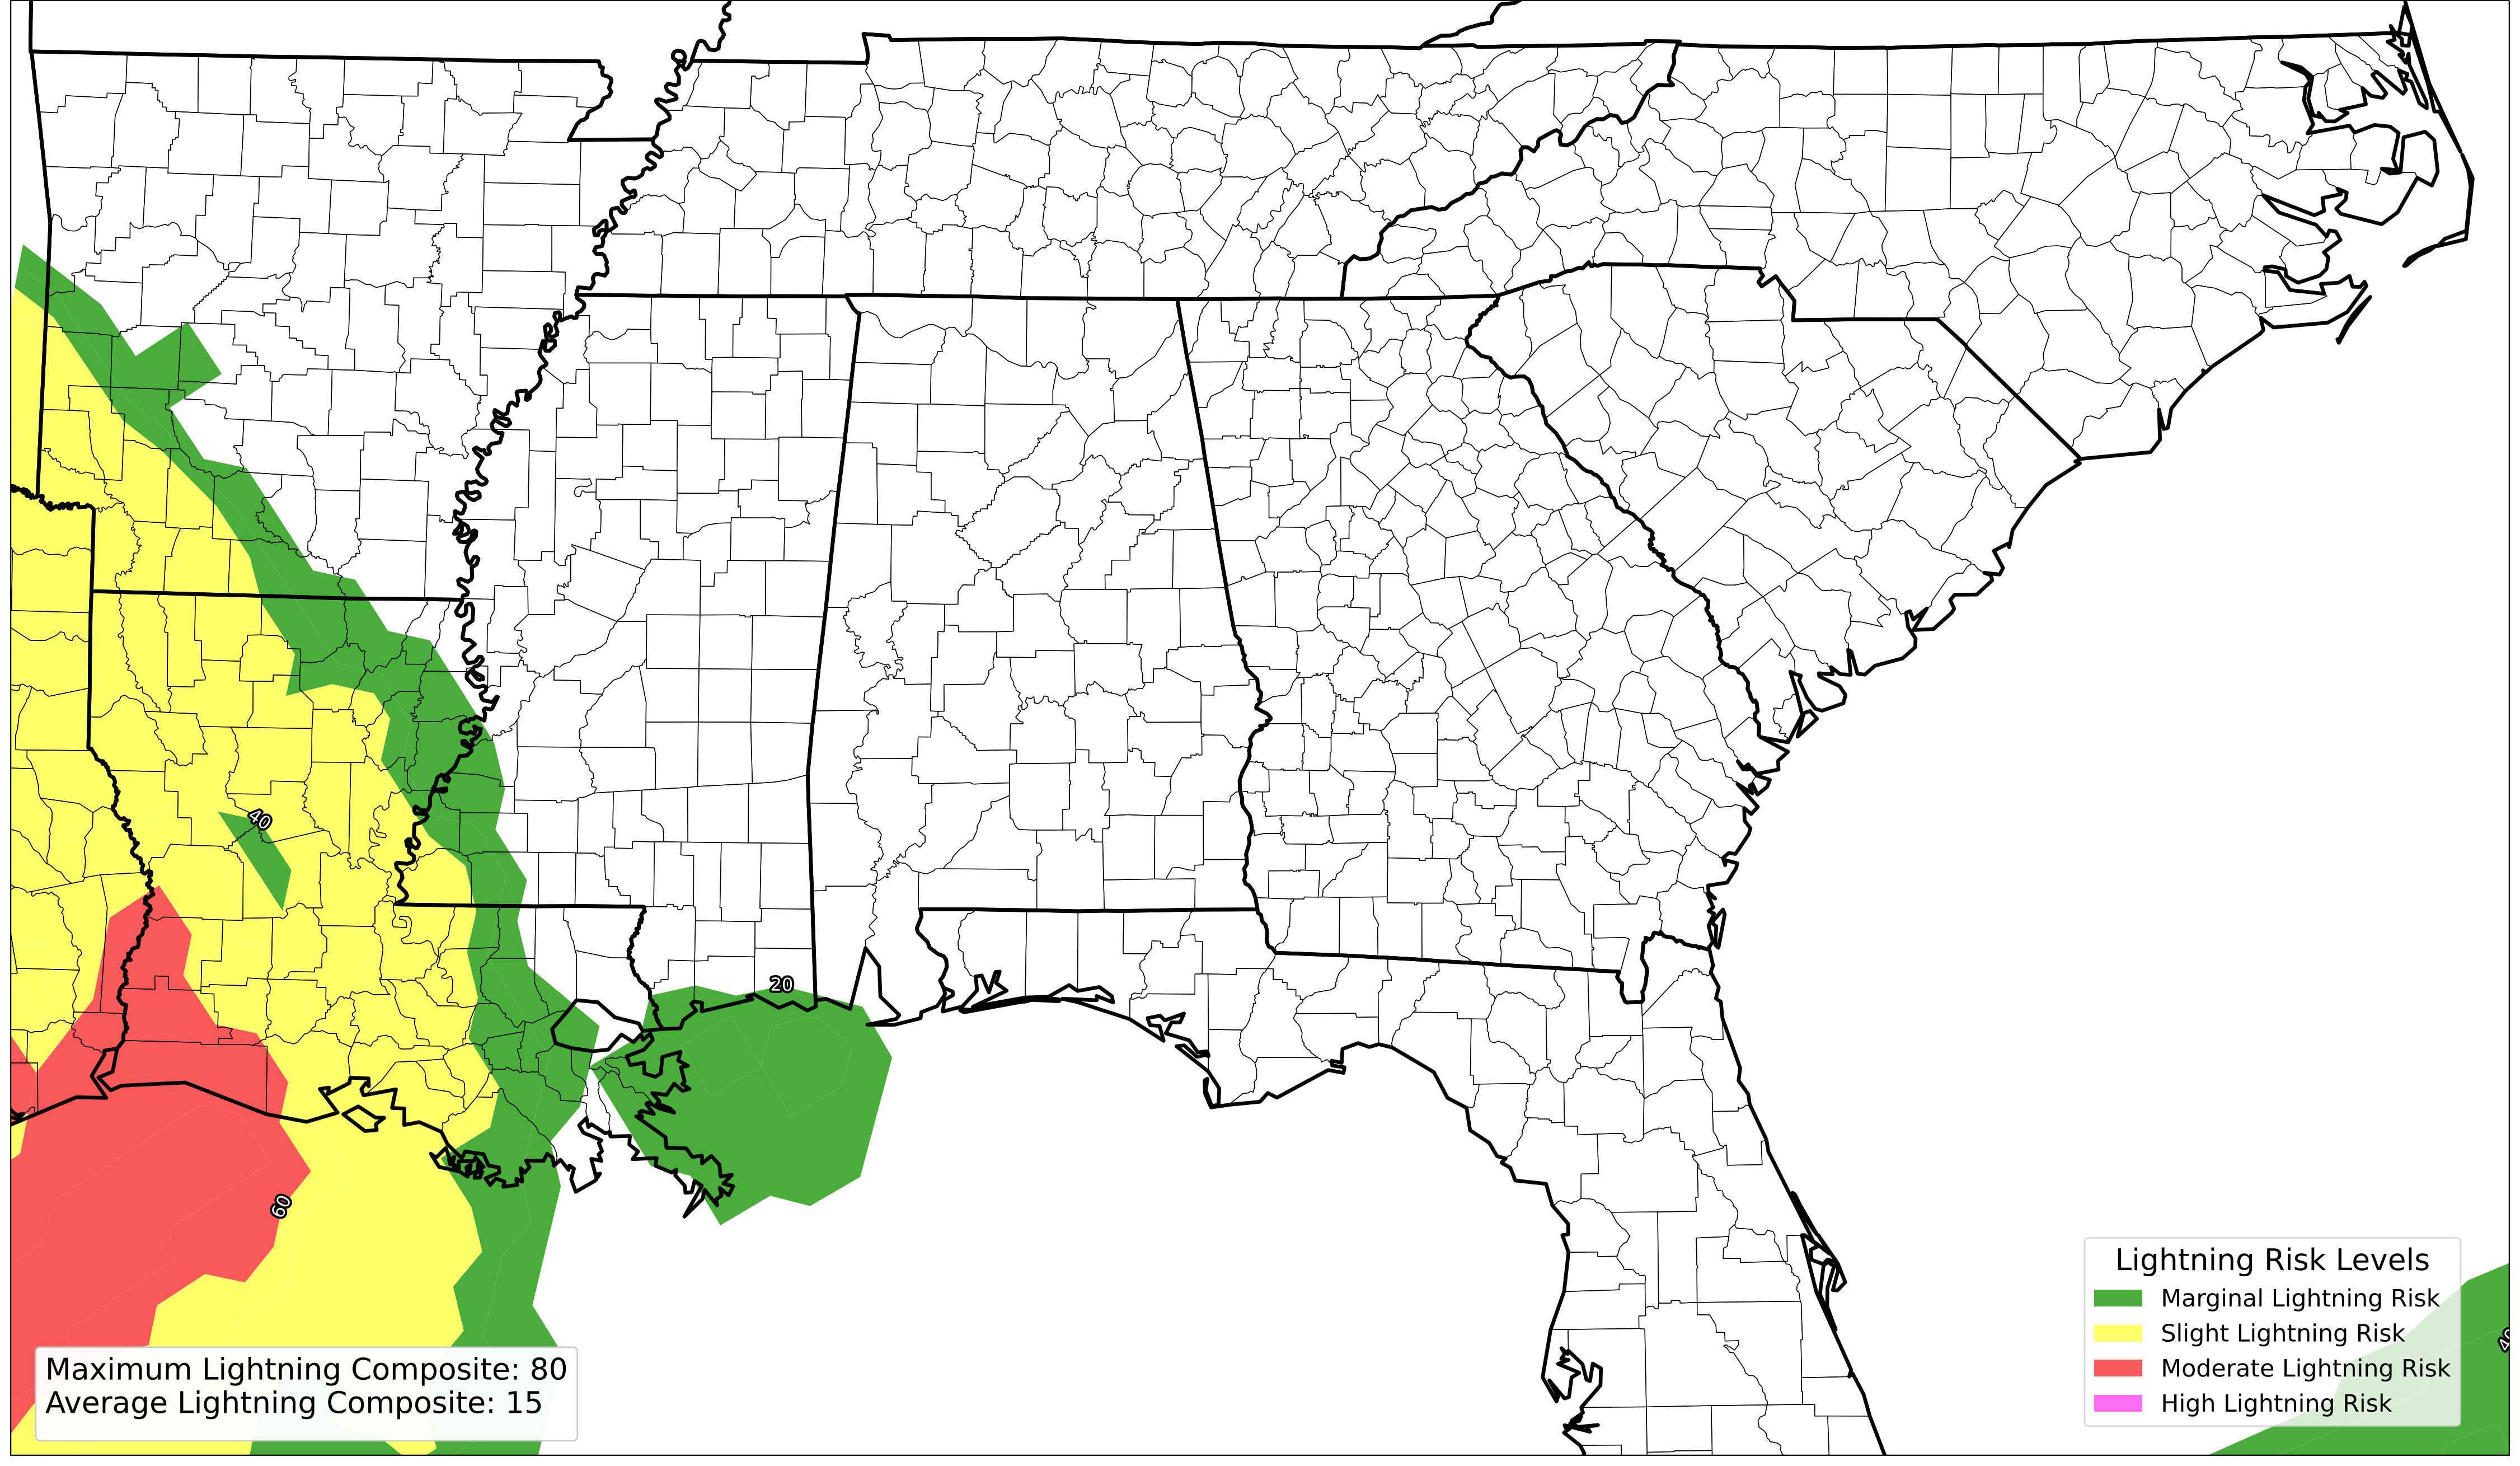 40
20
60
Maximum Lightning Composite: 80
Average Lightning Composite: 15
Lightning Risk Levels
Marginal Lightning Risk
Slight Lightning Risk
Moderate Lightning Risk
High Lightning Risk